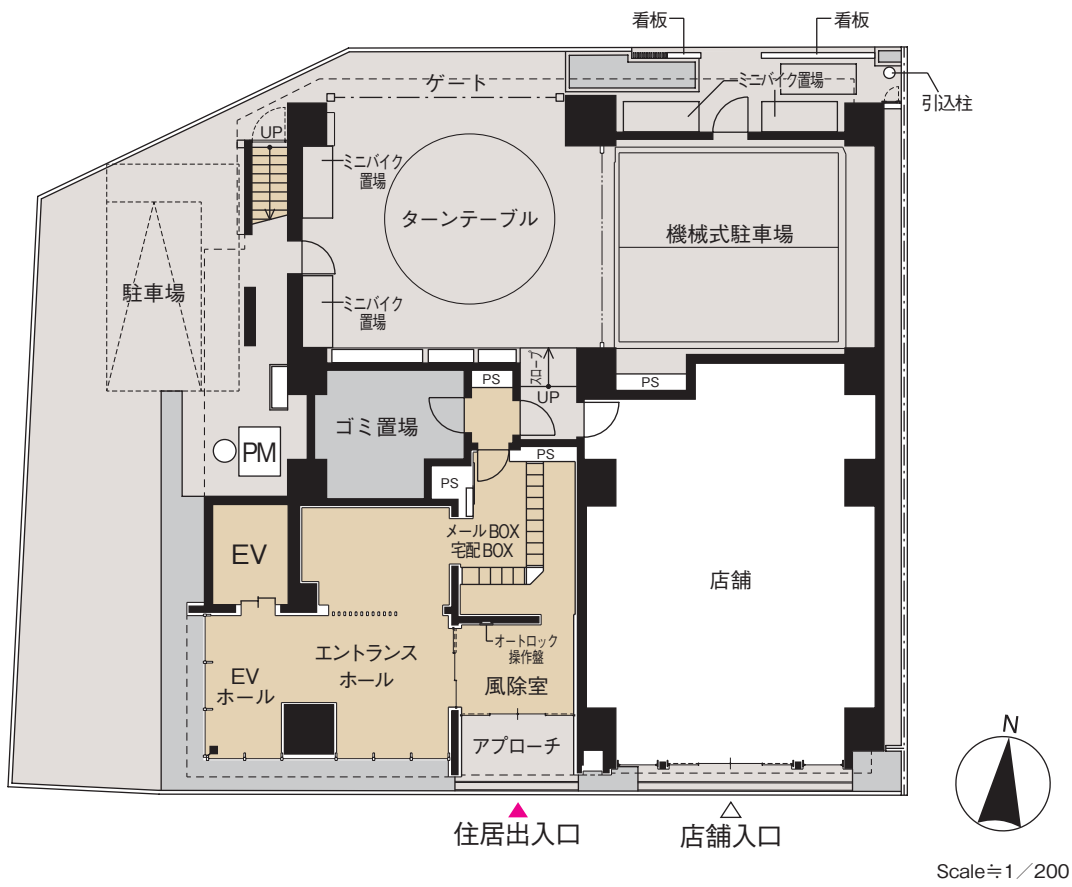 看板
看板
ゲート
ミニバイク置場
引込柱
UP
ミニバイク
置場
ターンテーブル
機械式駐車場
駐車場
ミニバイク
置場
スロープ
UP
PS
PS
ゴミ置場
PM
PS
PS
メールBOX
宅配BOX
EV
店舗
オートロック
操作盤
エントランス
ホール
EV
ホール
風除室
アプローチ
N
住居出入口
店舗入口
Scale≒1／200